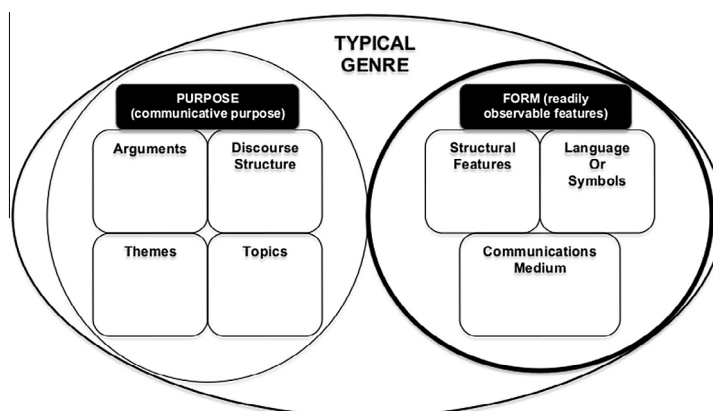 TYPICAL
GENRE
PURPOSE
(communicative purpose)
Arguments
Discourse
Structure
Themes
Topics
FORM (readily
observable features)
Structural
Features
Language
Or
Symbols
Communications
Medium